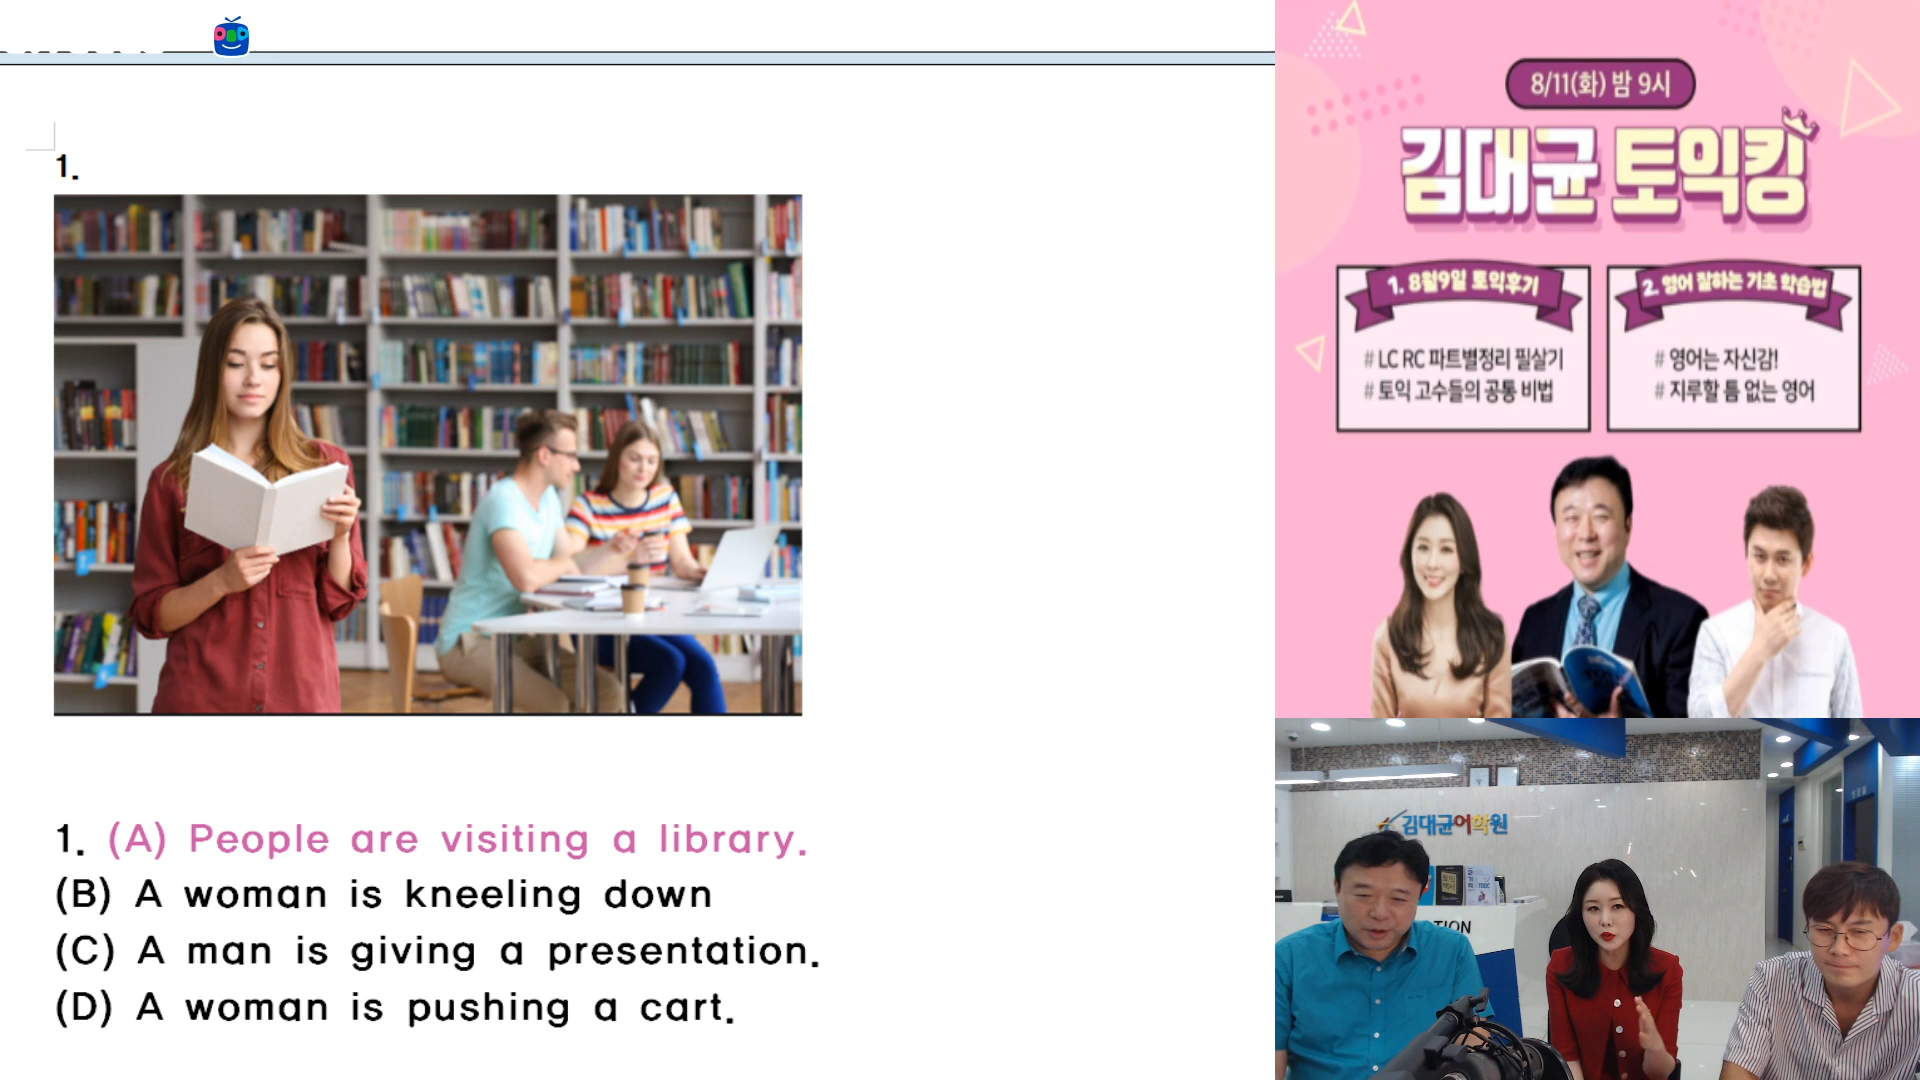 1.
1. (A) People are visiting a library.
(B) A woman is kneeling down
(C) A man is giving a presentation.
(D) A woman is pushing a cart.
8/11(화) 밤 9시
김대균 토익킹
1. 8월9일 토익후기
# LC RC 파트별정리 필살기
# 토익 고수들의 공통 비법
2. 영어 잘하는 기초 학습법
# 영어는 자신감!
# 지루할 틈 없는 영어
김대균어학원
TION